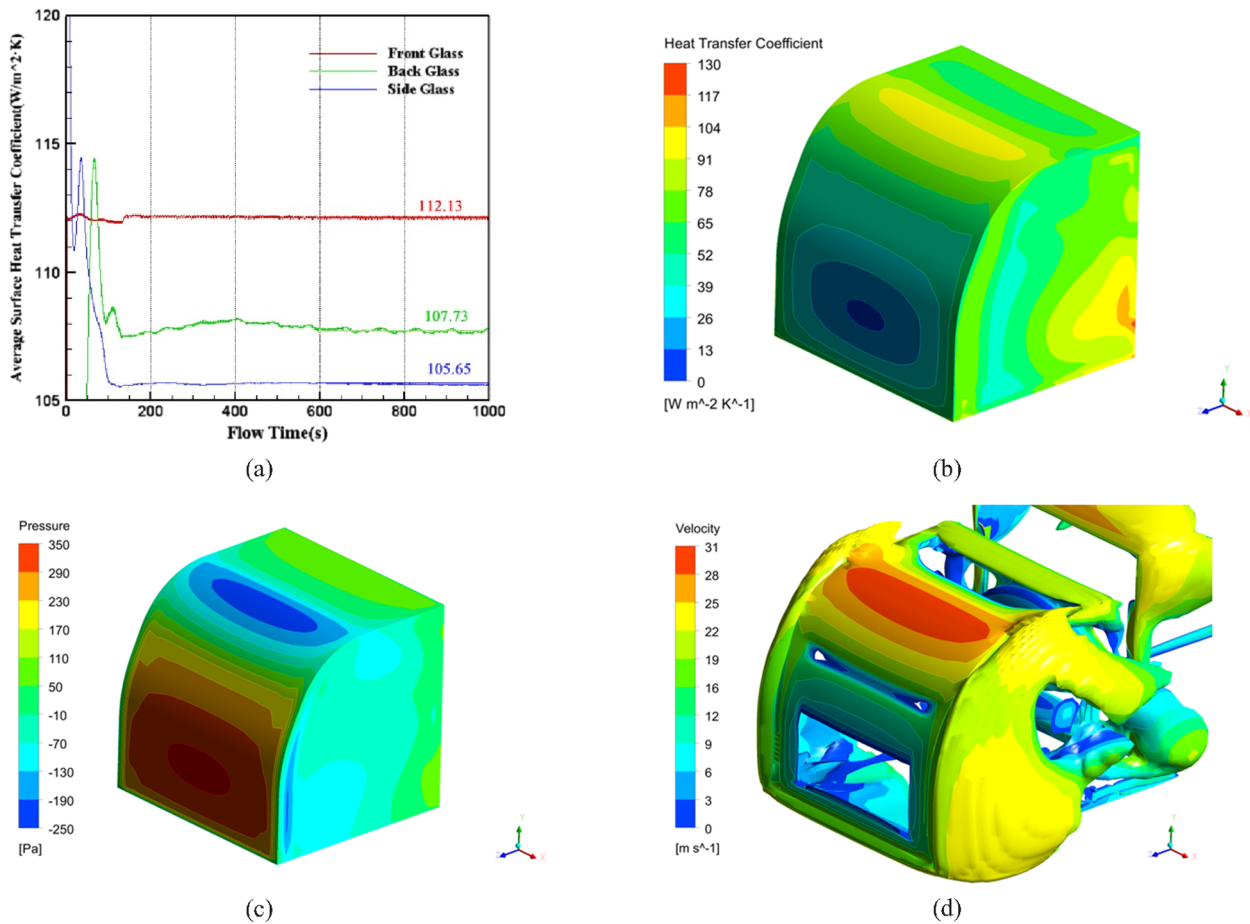 120
115
110
105
Average Surface Heat Transfer Coefficient(W/m^2·K)
Front Glass
Back Glass
Side Glass
112.13
107.73
105.65
0 200 400 600 800 1000
Flow Time(s)
(a)
Heat Transfer Coefficient
130
117
104
91
78
65
52
39
26
13
0
[W m^-2 K^-1]
Y
Z
X
(b)
Pressure
350
290
230
170
110
50
-10
-70
-130
-190
-250
[Pa]
Y
Z
X
(c)
Velocity
31
28
25
22
19
16
12
9
6
3
0
[m s^-1]
Y
Z
X
(d)